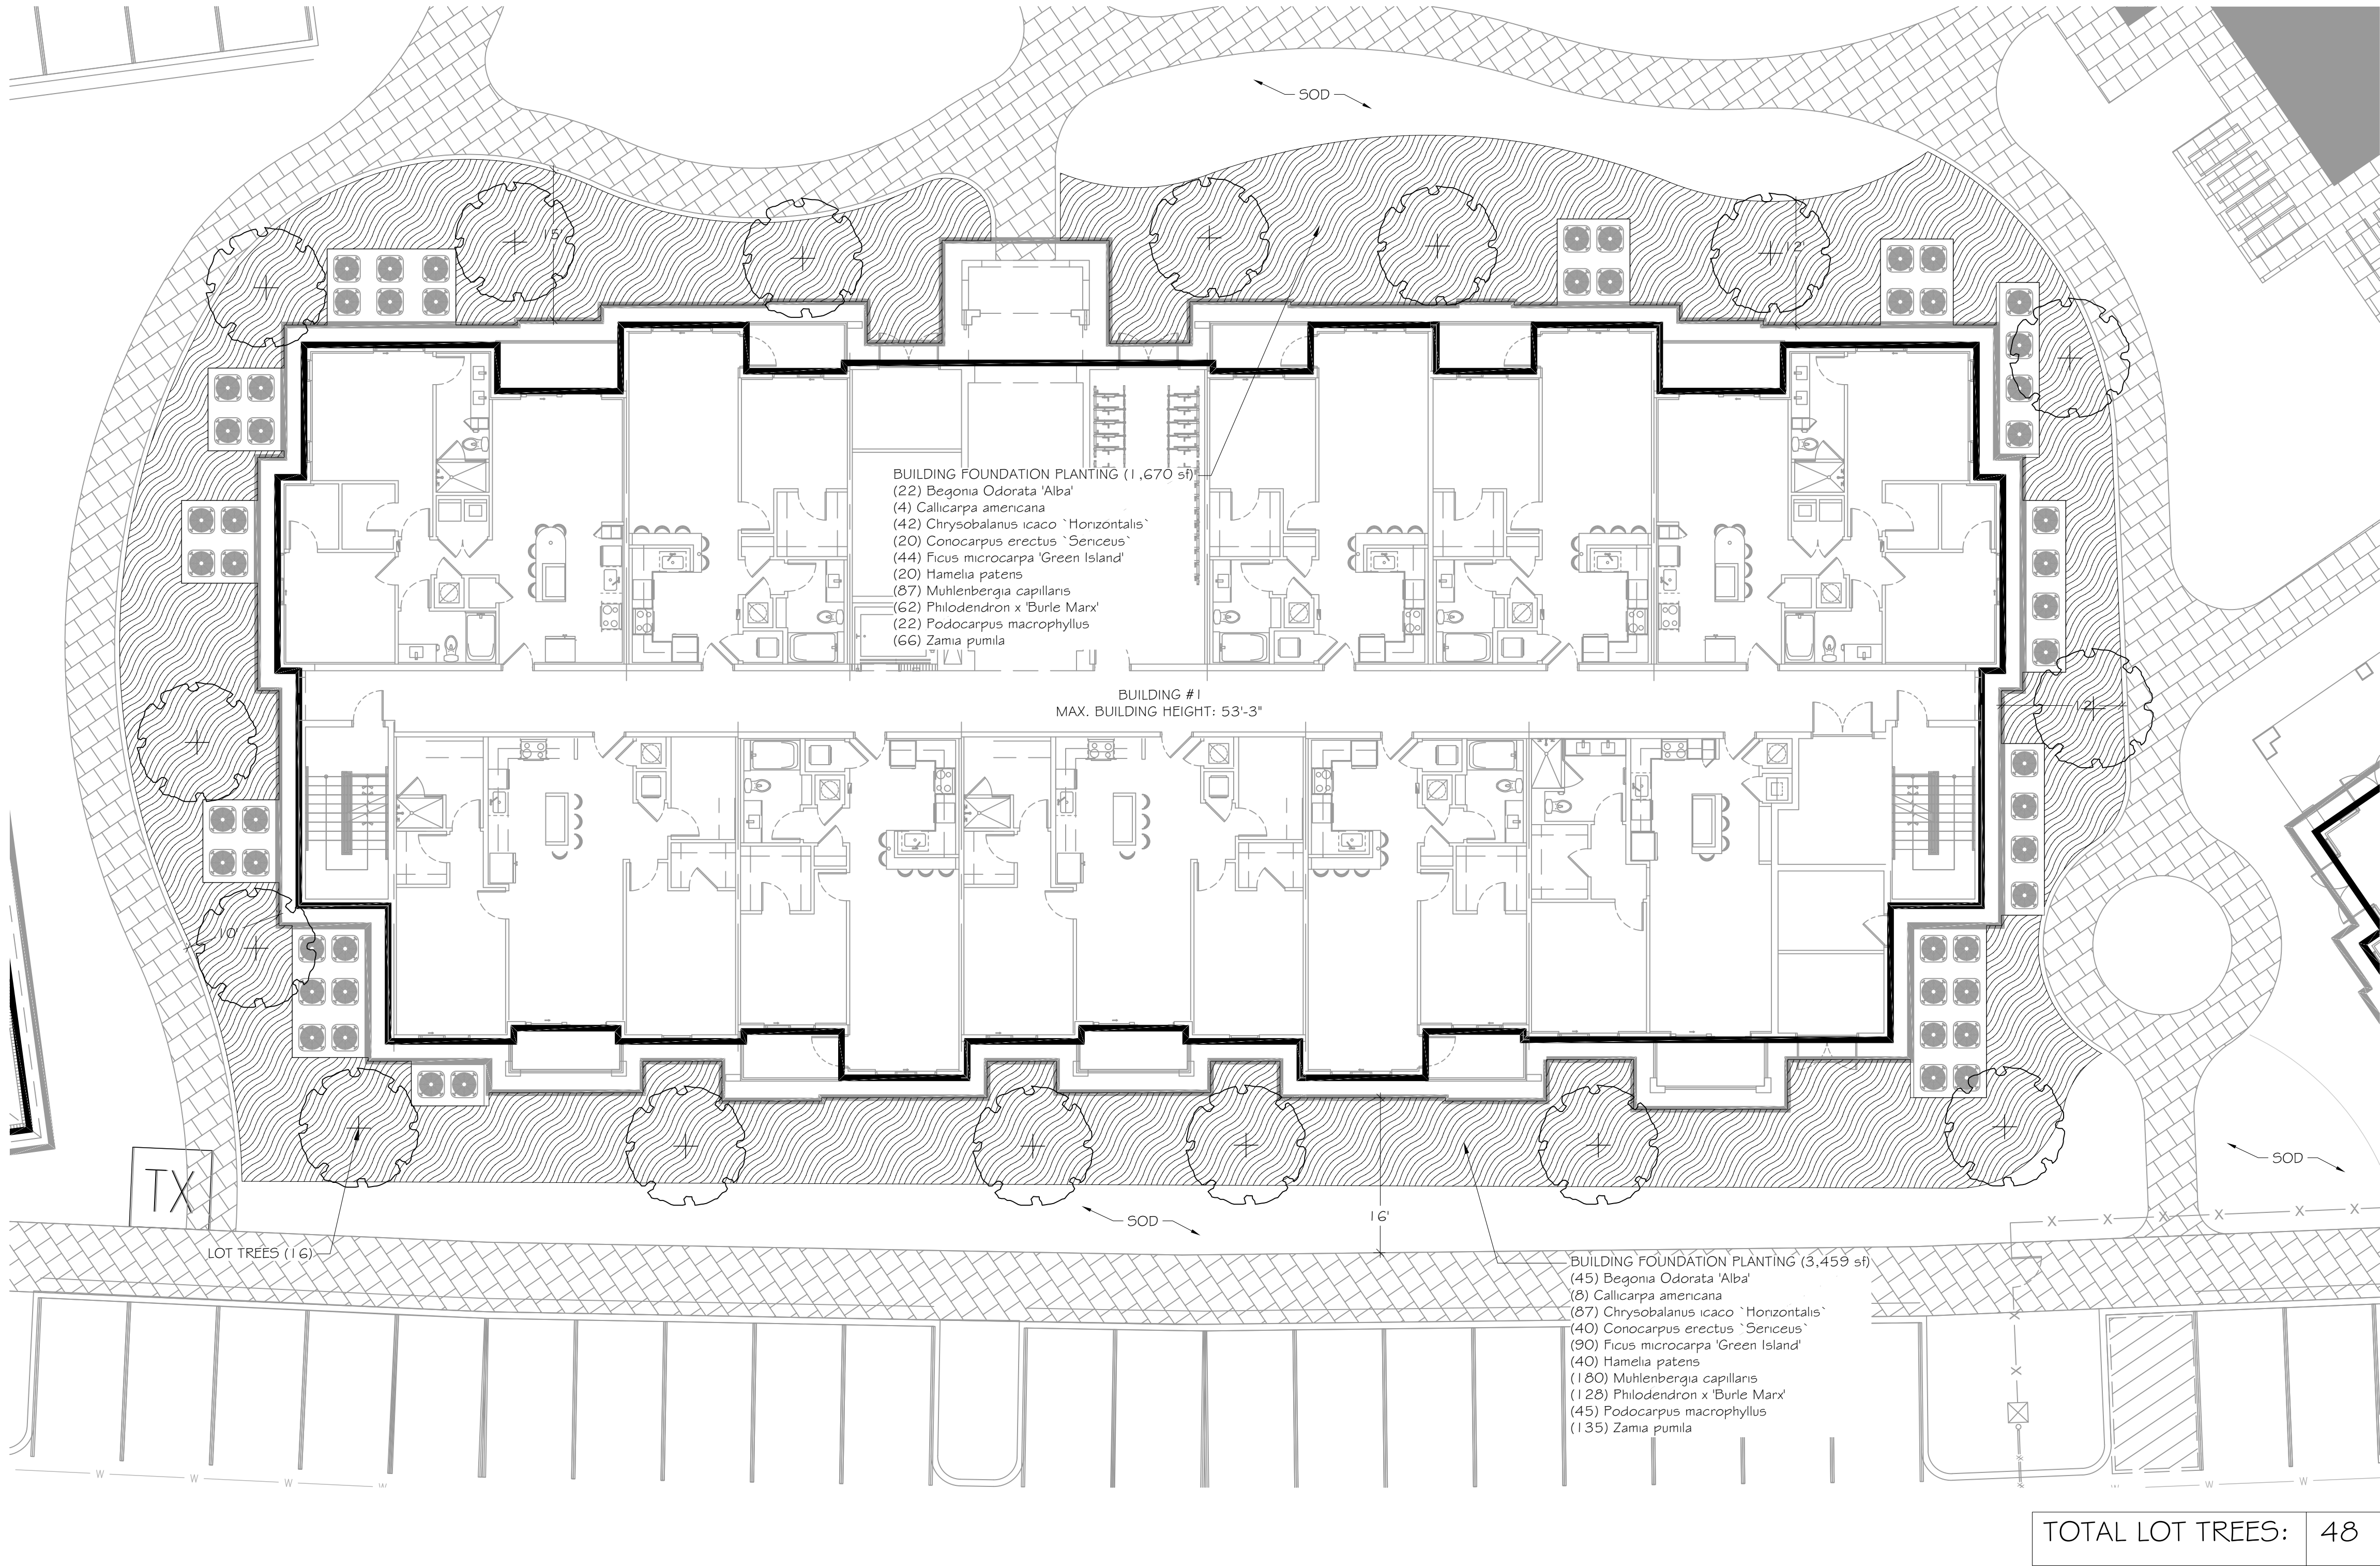 SOD
15'
12'
BUILDING FOUNDATION PLANTING (1,670 sf)
(22) Begonia Odorata 'Alba'
(4) Callicarpa americana
(42) Chrysobalanus icaco `Horizontalis`
(20) Conocarpus erectus `Sericeus`
(44) Ficus microcarpa 'Green Island'
(20) Hamelia patens
(87) Muhlenbergia capillaris
(62) Philodendron x 'Burle Marx'
(22) Podocarpus macrophyllus
(66) Zamia pumila
BUILDING #1
MAX. BUILDING HEIGHT: 53'-3"
12'
10'
SOD
TX
SOD
16'
LOT TREES (16)
X X X X X
BUILDING FOUNDATION PLANTING (3,459 sf)
(45) Begonia Odorata 'Alba'
(8) Callicarpa americana
(87) Chrysobalanus icaco `Horizontalis`
(40) Conocarpus erectus `Sericeus`
(90) Ficus microcarpa 'Green Island'
(40) Hamelia patens
(180) Muhlenbergia capillaris
(128) Philodendron x 'Burle Marx'
(45) Podocarpus macrophyllus
(135) Zamia pumila
X
X
X
W W W W
W W W
TOTAL LOT TREES: 48